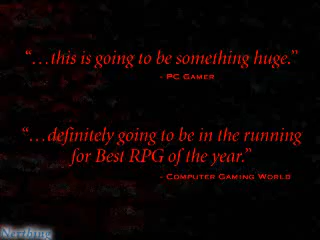 “…this is going to be something huge.”
- PC Gamer
“…definitely going to be in the running
for Best RPG of the year.”
- Computer Gaming World